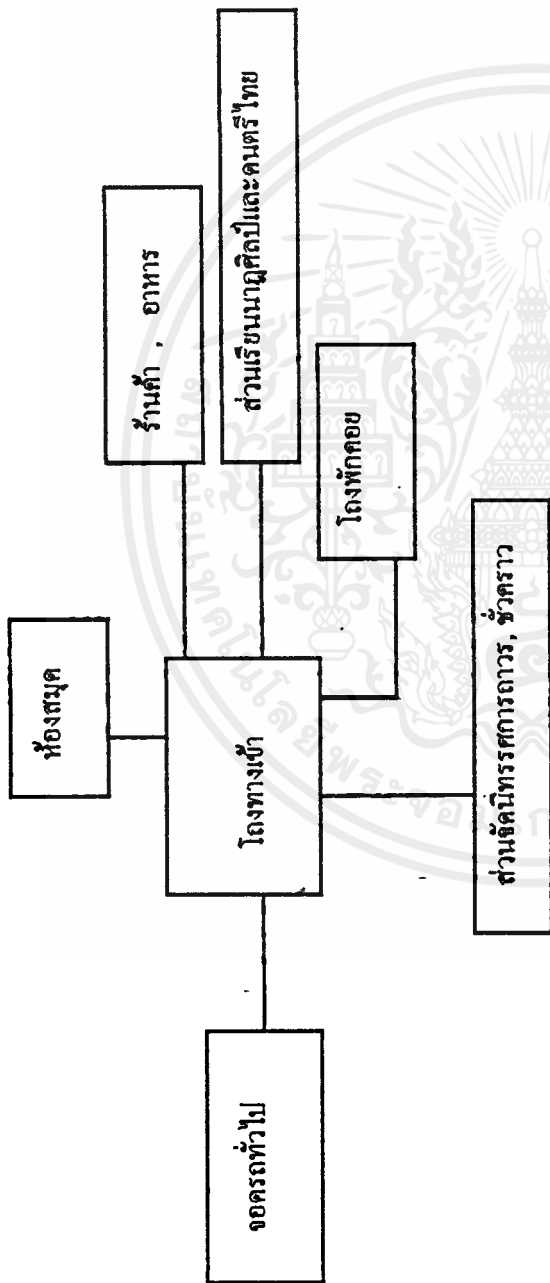 ห้องสมุด
ร้านค้า , อาหาร
ส่วนเรียนนาฏศิลป์และดนตรีไทย
จอดรถทั่วไป
โถงทางเข้า
โถงพักคอย
ส่วนจัดนิทรรศการถาวร, ชั่วคราว